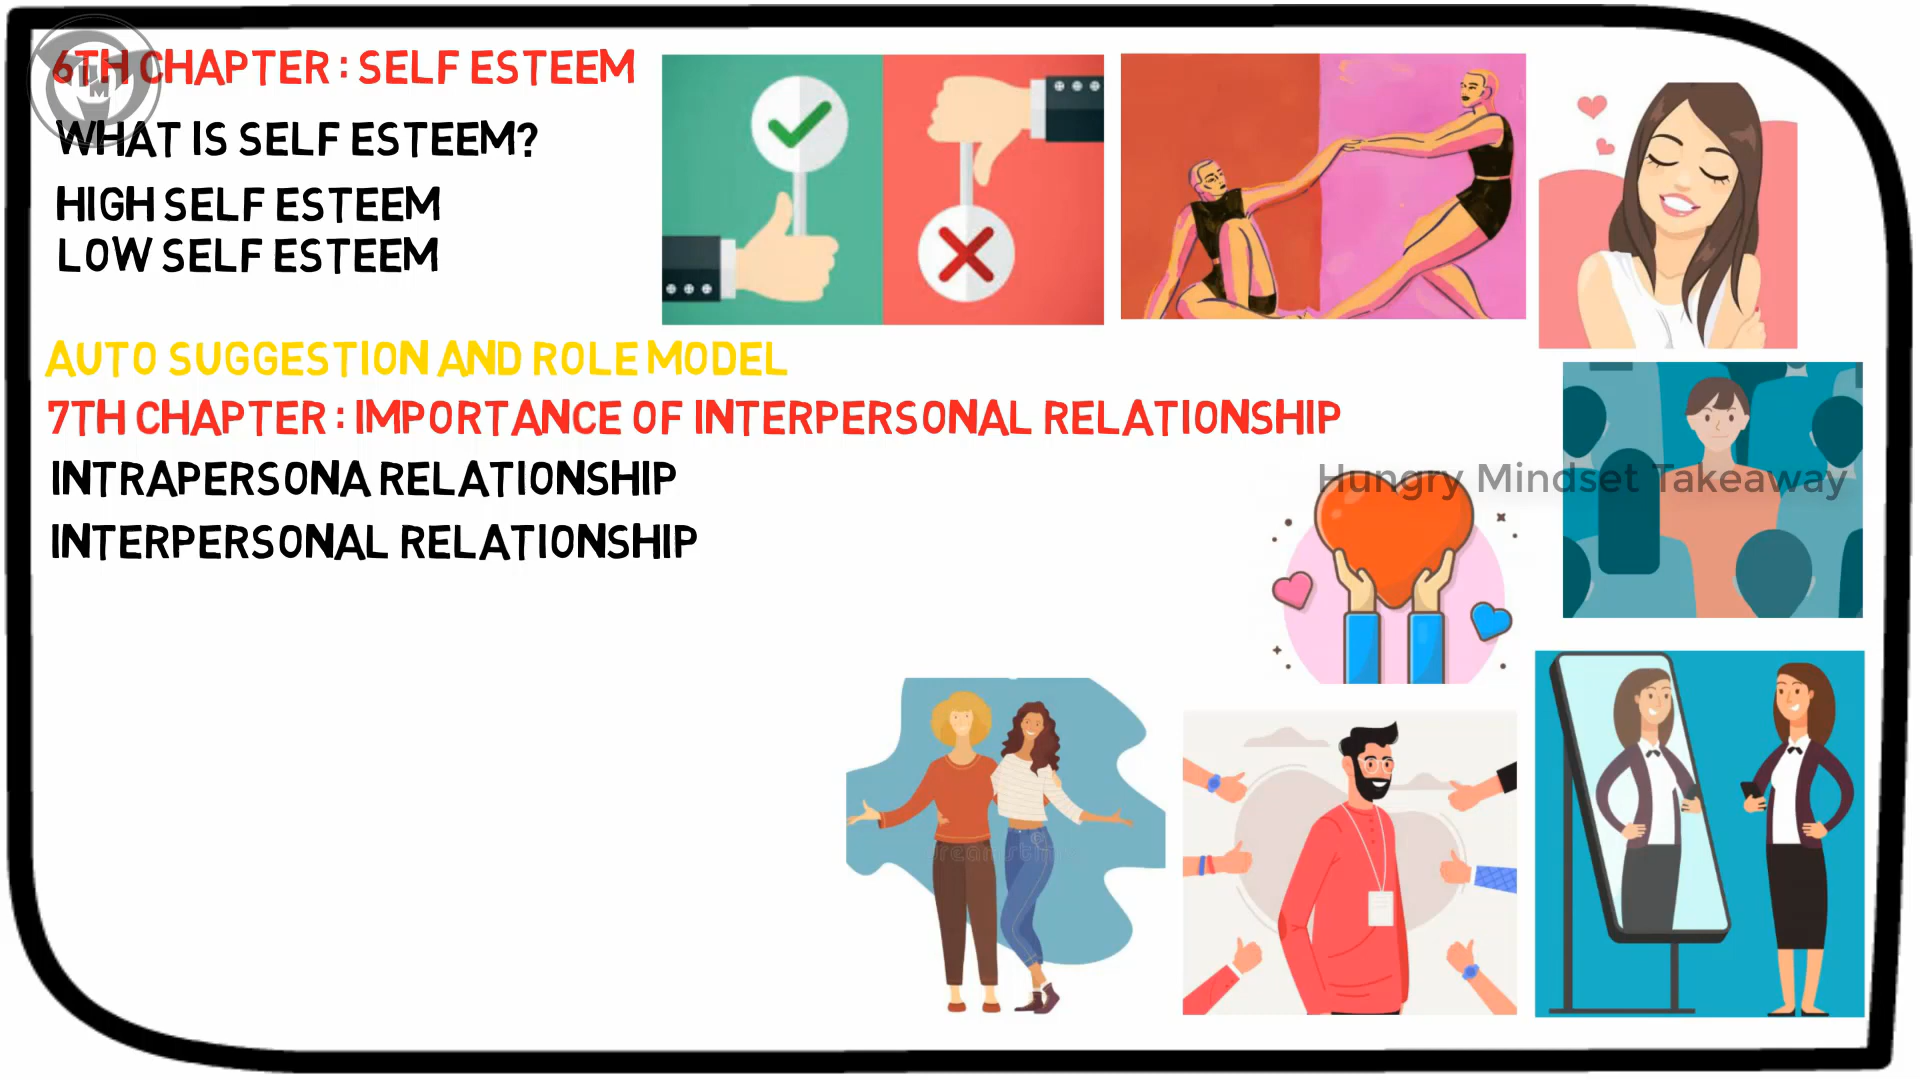 6TH CHAPTER : SELF ESTEEM
WHAT IS SELF ESTEEM?
HIGH SELF ESTEEM
LOW SELF ESTEEM
AUTO SUGGESTION AND ROLE MODEL
7TH CHAPTER : IMPORTANCE OF INTERPERSONAL RELATIONSHIP
INTRAPERSONA RELATIONSHIP
Hungry Mindset Takeaway
INTERPERSONAL RELATIONSHIP